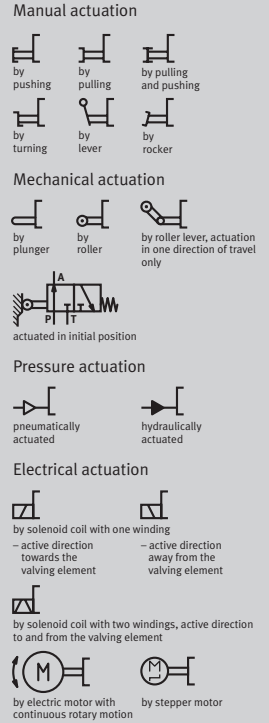 Manual actuation
by
pushing
by
pulling
by pulling
and pushing
by
turning
by
lever
by
rocker
Mechanical actuation
by
plunger
by
roller
by roller lever, actuation
in one direction of travel
only
A
P T
actuated in initial position
Pressure actuation
pneumatically
actuated
hydraulically
actuated
Electrical actuation
by solenoid coil with one winding
– active direction
towards the
valving element
– active direction
away from the
valving element
by solenoid coil with two windings, active direction
to and from the valving element
M
M
by electric motor with
continuous rotary motion
by stepper motor